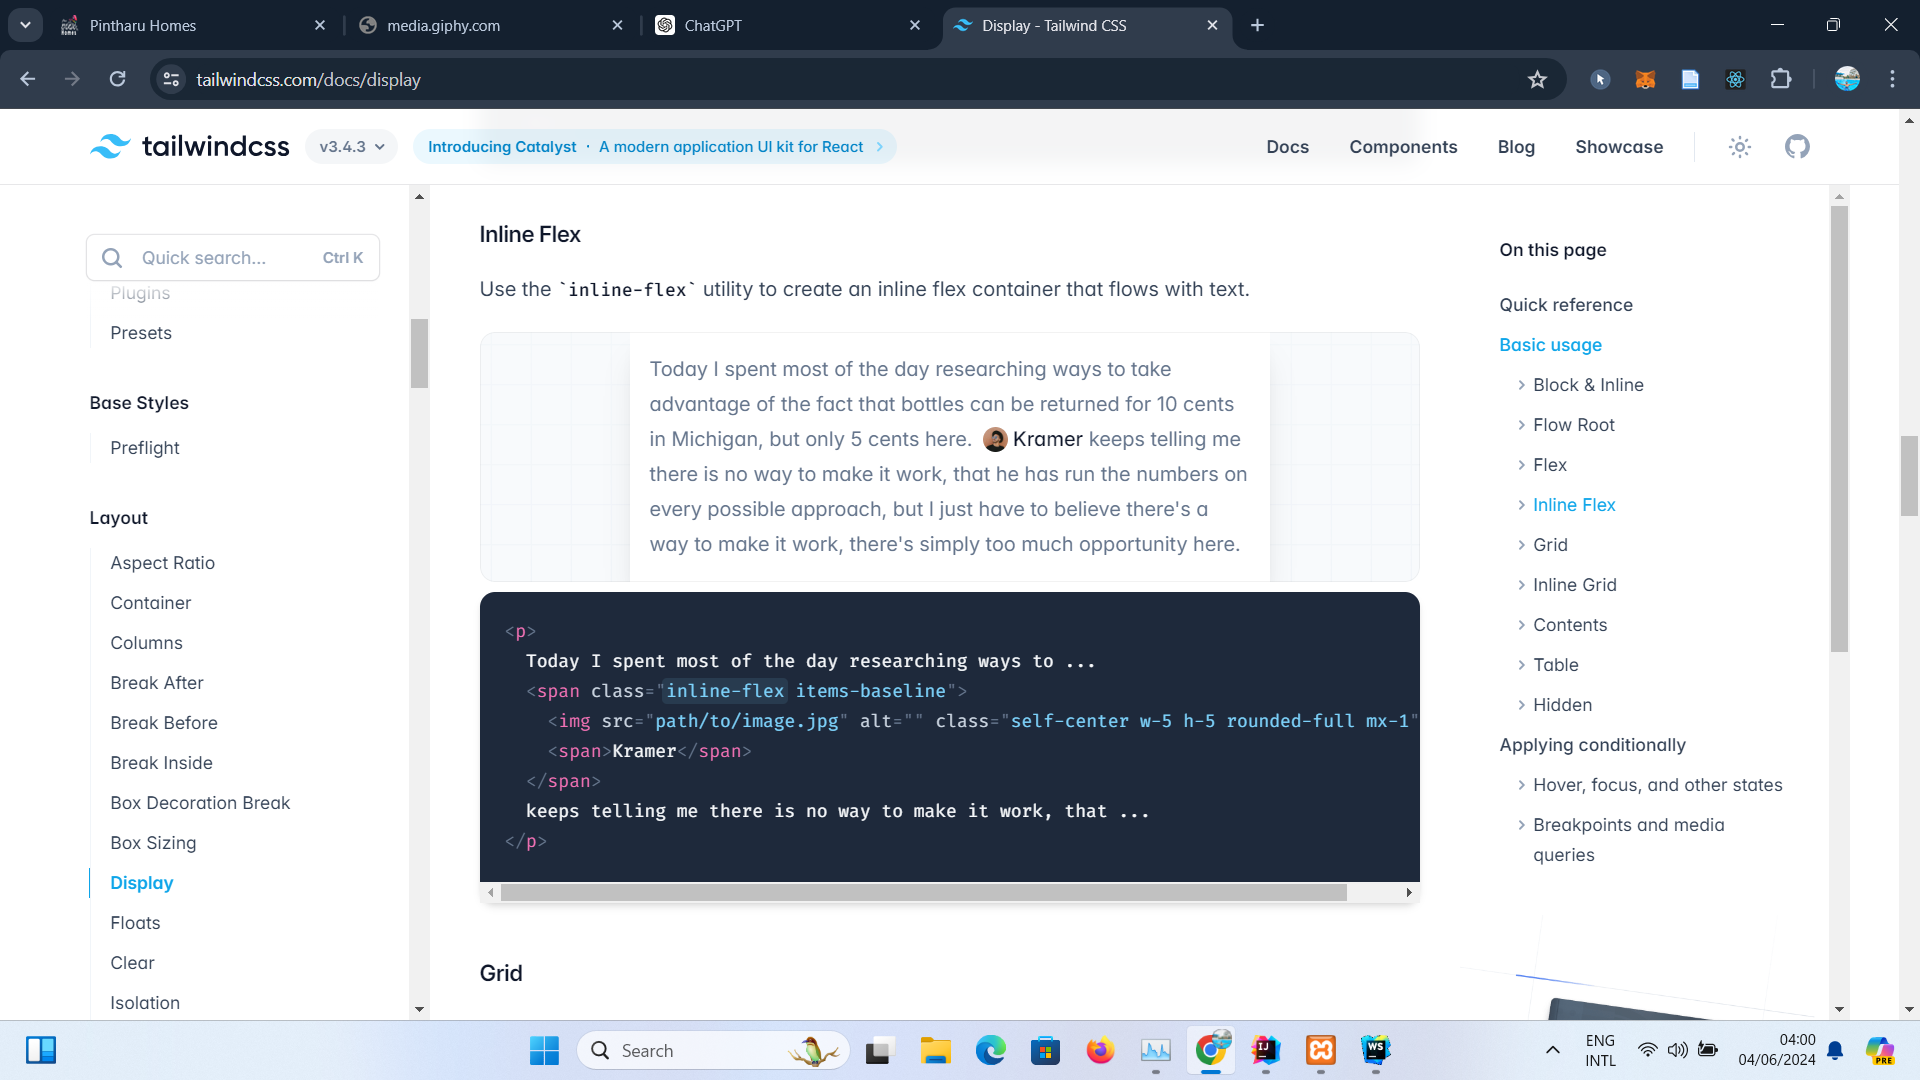 Pintharu Homes
media.giphy.com
ChatGPT
Display - Tailwind CSS
tailwindcss.com/docs/display
tailwindcss
v3.4.3
Introducing Catalyst · A modern application UI kit for React
Docs
Components
Blog
Showcase
Quick search...
Ctrl K
Plugins
Presets
Base Styles
Preflight
Layout
Aspect Ratio
Container
Columns
Break After
Break Before
Break Inside
Box Decoration Break
Box Sizing
Display
Floats
Clear
Isolation
Inline Flex
Use the `inline-flex` utility to create an inline flex container that flows with text.
Today I spent most of the day researching ways to take
advantage of the fact that bottles can be returned for 10 cents
in Michigan, but only 5 cents here. Kramer keeps telling me
there is no way to make it work, that he has run the numbers on
every possible approach, but I just have to believe there's a
way to make it work, there's simply too much opportunity here.
<p>
Today I spent most of the day researching ways to ...
<span class="inline-flex items-baseline">
<img src="path/to/image.jpg" alt="" class="self-center w-5 h-5 rounded-full mx-1"
<span>Kramer</span>
</span>
keeps telling me there is no way to make it work, that ...
</p>
Grid
On this page
Quick reference
Basic usage
Block & Inline
Flow Root
Flex
Inline Flex
Grid
Inline Grid
Contents
Table
Hidden
Applying conditionally
Hover, focus, and other states
Breakpoints and media
queries
Search
IJ
WS
ENG
INTL
04:00
04/06/2024
PRE